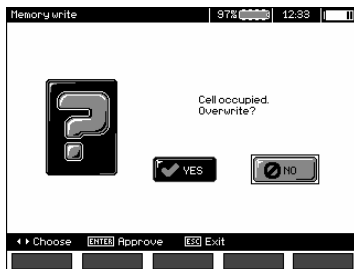 Memory write 97% 12:33
Cell occupied.
Overwrite?
YES NO
Choose ENTER Approve ESC Exit